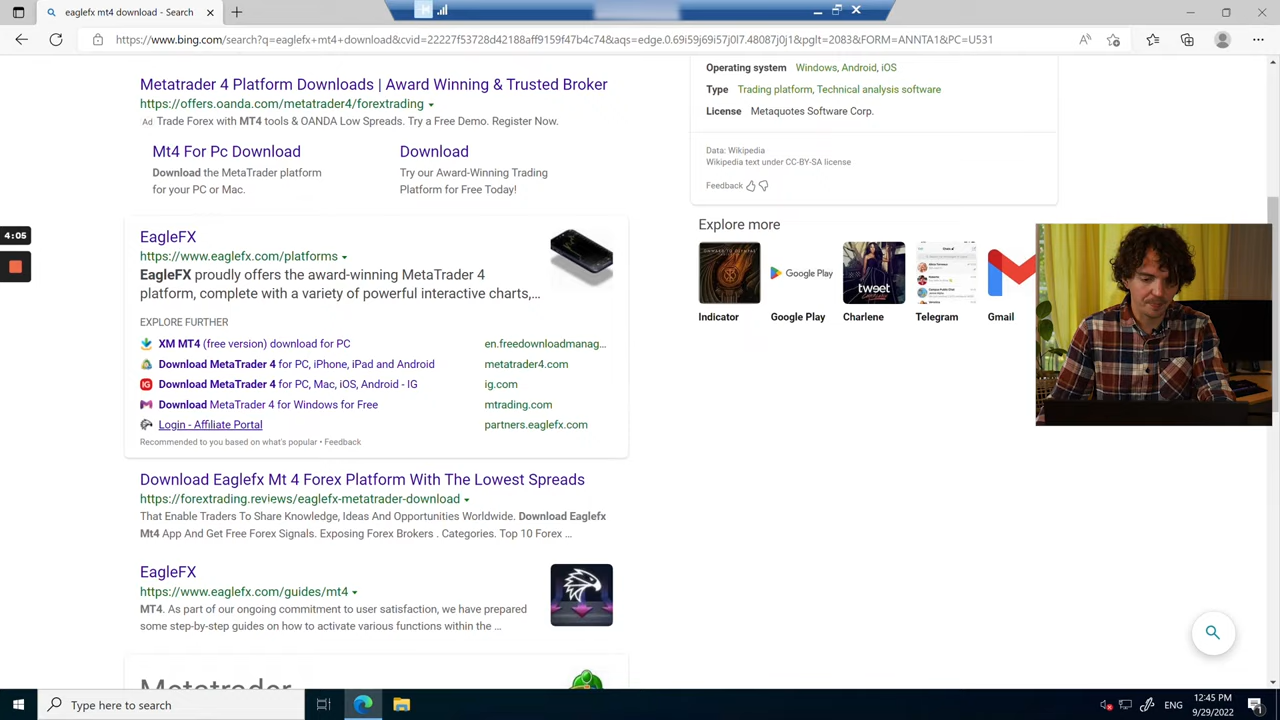 eaglefx mt4 download - Search
https://www.bing.com/search?q=eaglefx+mt4+download&cvid=22227f53728d42188aff9159f47b4c74&aqs=edge.0.69i59j69i57j0l7.48087j0j1&pglt=2083&FORM=ANNTA1&PC=U531
Metatrader 4 Platform Downloads | Award Winning & Trusted Broker
https://offers.oanda.com/metatrader4/forextrading
Ad Trade Forex with MT4 tools & OANDA Low Spreads. Try a Free Demo. Register Now.
Mt4 For Pc Download
Download the MetaTrader platform
for your PC or Mac.
Download
Try our Award-Winning Trading
Platform for Free Today!
EagleFX
https://www.eaglefx.com/platforms
EagleFX proudly offers the award-winning MetaTrader 4
platform, complete with a variety of powerful interactive charts,...
EXPLORE FURTHER
XM MT4 (free version) download for PC en.freedownloadmanag...
Download MetaTrader 4 for PC, iPhone, iPad and Android metatrader4.com
IG Download MetaTrader 4 for PC, Mac, iOS, Android - IG ig.com
Download MetaTrader 4 for Windows for Free mtrading.com
Login - Affiliate Portal partners.eaglefx.com
Recommended to you based on what's popular • Feedback
Download Eaglefx Mt 4 Forex Platform With The Lowest Spreads
https://forextrading.reviews/eaglefx-metatrader-download
That Enable Traders To Share Knowledge, Ideas And Opportunities Worldwide. Download Eaglefx
Mt4 App And Get Free Forex Signals. Exposing Forex Brokers . Categories. Top 10 Forex ...
EagleFX
https://www.eaglefx.com/guides/mt4
MT4. As part of our ongoing commitment to user satisfaction, we have prepared
some step-by-step guides on how to activate various functions within the ...
Metatrader
Operating system Windows, Android, iOS
Type Trading platform, Technical analysis software
License Metaquotes Software Corp.
Data: Wikipedia
Wikipedia text under CC-BY-SA license
Feedback
Explore more
Google Play
tweet
Indicator
Google Play
Charlene
Telegram
Gmail
4:05
Type here to search
ENG
12:45 PM
9/29/2022